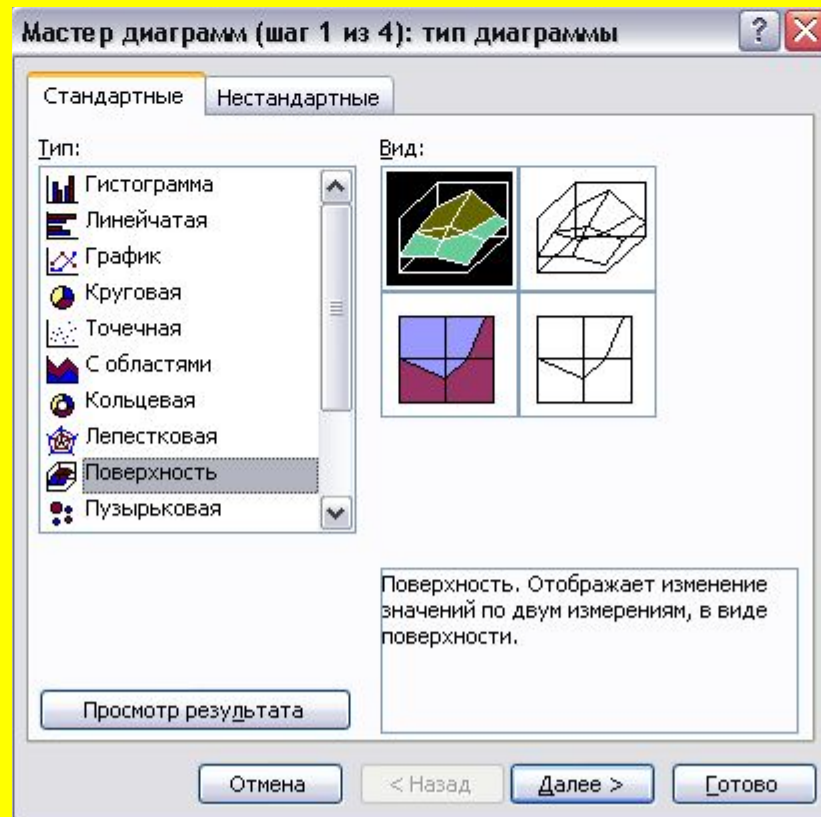 Мастер диаграмм (шаг 1 из 4): тип диаграммы
?
Стандартные Нестандартные
Тип:
Гистограмма
Линейчатая
График
Круговая
Точечная
С областями
Кольцевая
Лепестковая
Поверхность
Пузырьковая
Вид:
Поверхность. Отображает изменение
значений по двум измерениям, в виде
поверхности.
Просмотр результата
Отмена < Назад Далее > Готово